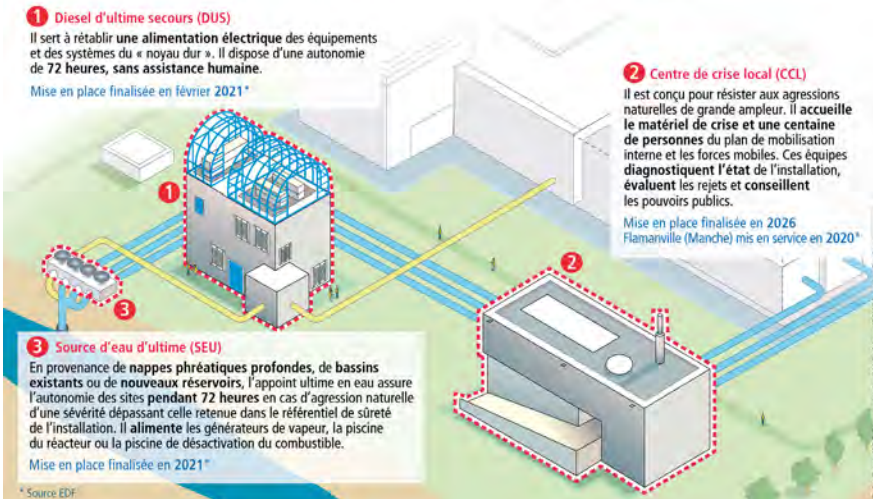 1 Diesel d'ultime secours (DUS)
Il sert à rétablir une alimentation électrique des équipements
et des systèmes du « noyau dur ». Il dispose d'une autonomie
de 72 heures, sans assistance humaine.
Mise en place finalisée en février 2021*
2 Centre de crise local (CCL)
Il est conçu pour résister aux agressions
naturelles de grande ampleur. Il accueille
le matériel de crise et une centaine
de personnes du plan de mobilisation
interne et les forces mobiles. Ces équipes
diagnostiquent l'état de l'installation,
évaluent les rejets et conseillent
les pouvoirs publics.
Mise en place finalisée en 2026
Flamanville (Manche) mis en service en 2020*
1
2
3
3 Source d'eau d'ultime (SEU)
En provenance de nappes phréatiques profondes, de bassins
existants ou de nouveaux réservoirs, l'appoint ultime en eau assure
l'autonomie des sites pendant 72 heures en cas d'agression naturelle
d'une sévérité dépassant celle retenue dans le référentiel de sûreté
de l'installation. Il alimente les générateurs de vapeur, la piscine
du réacteur ou la piscine de désactivation du combustible.
Mise en place finalisée en 2021*
* Source EDF